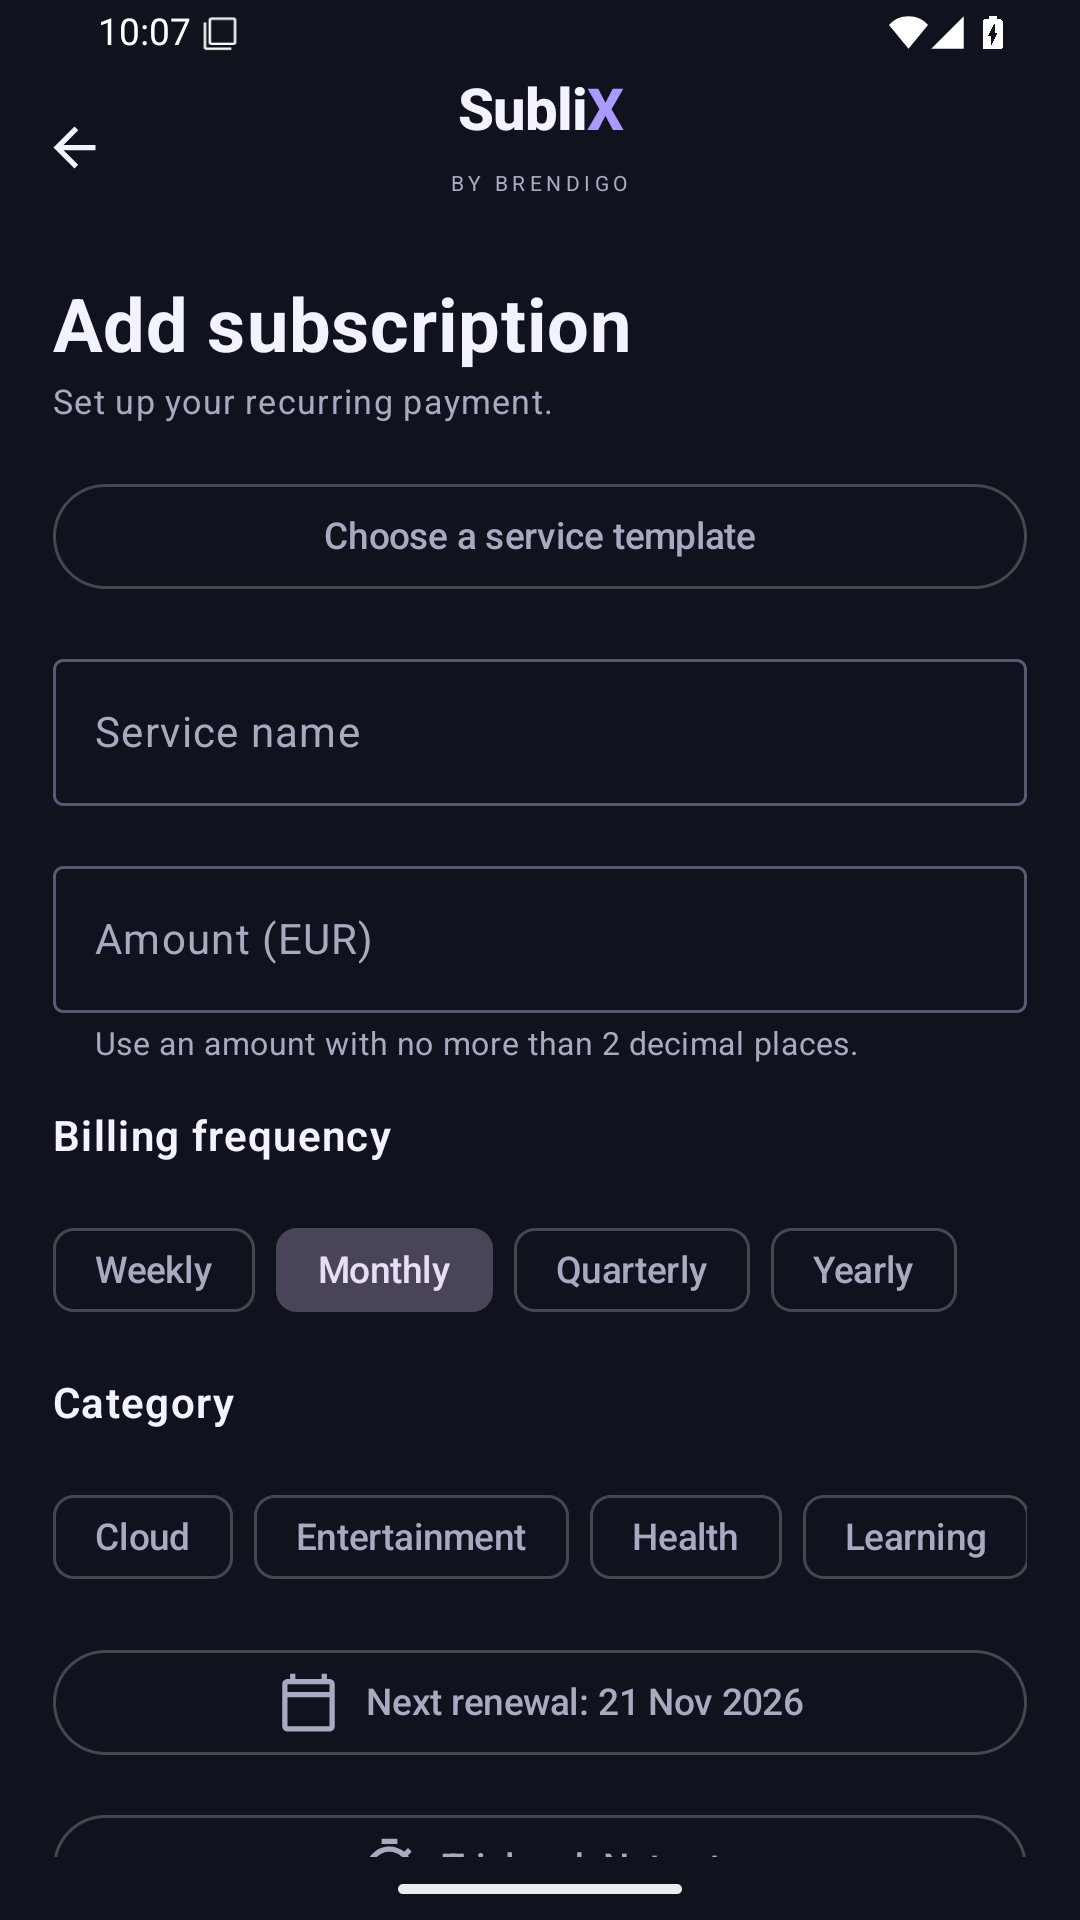 10:07
SubliX
BY BRENDIGO
Add subscription
Set up your recurring payment.
Choose a service template
Service name
Amount (EUR)
Use an amount with no more than 2 decimal places.
Billing frequency
Weekly Monthly Quarterly Yearly
Category
Cloud Entertainment Health Learning
Next renewal: 21 Nov 2026